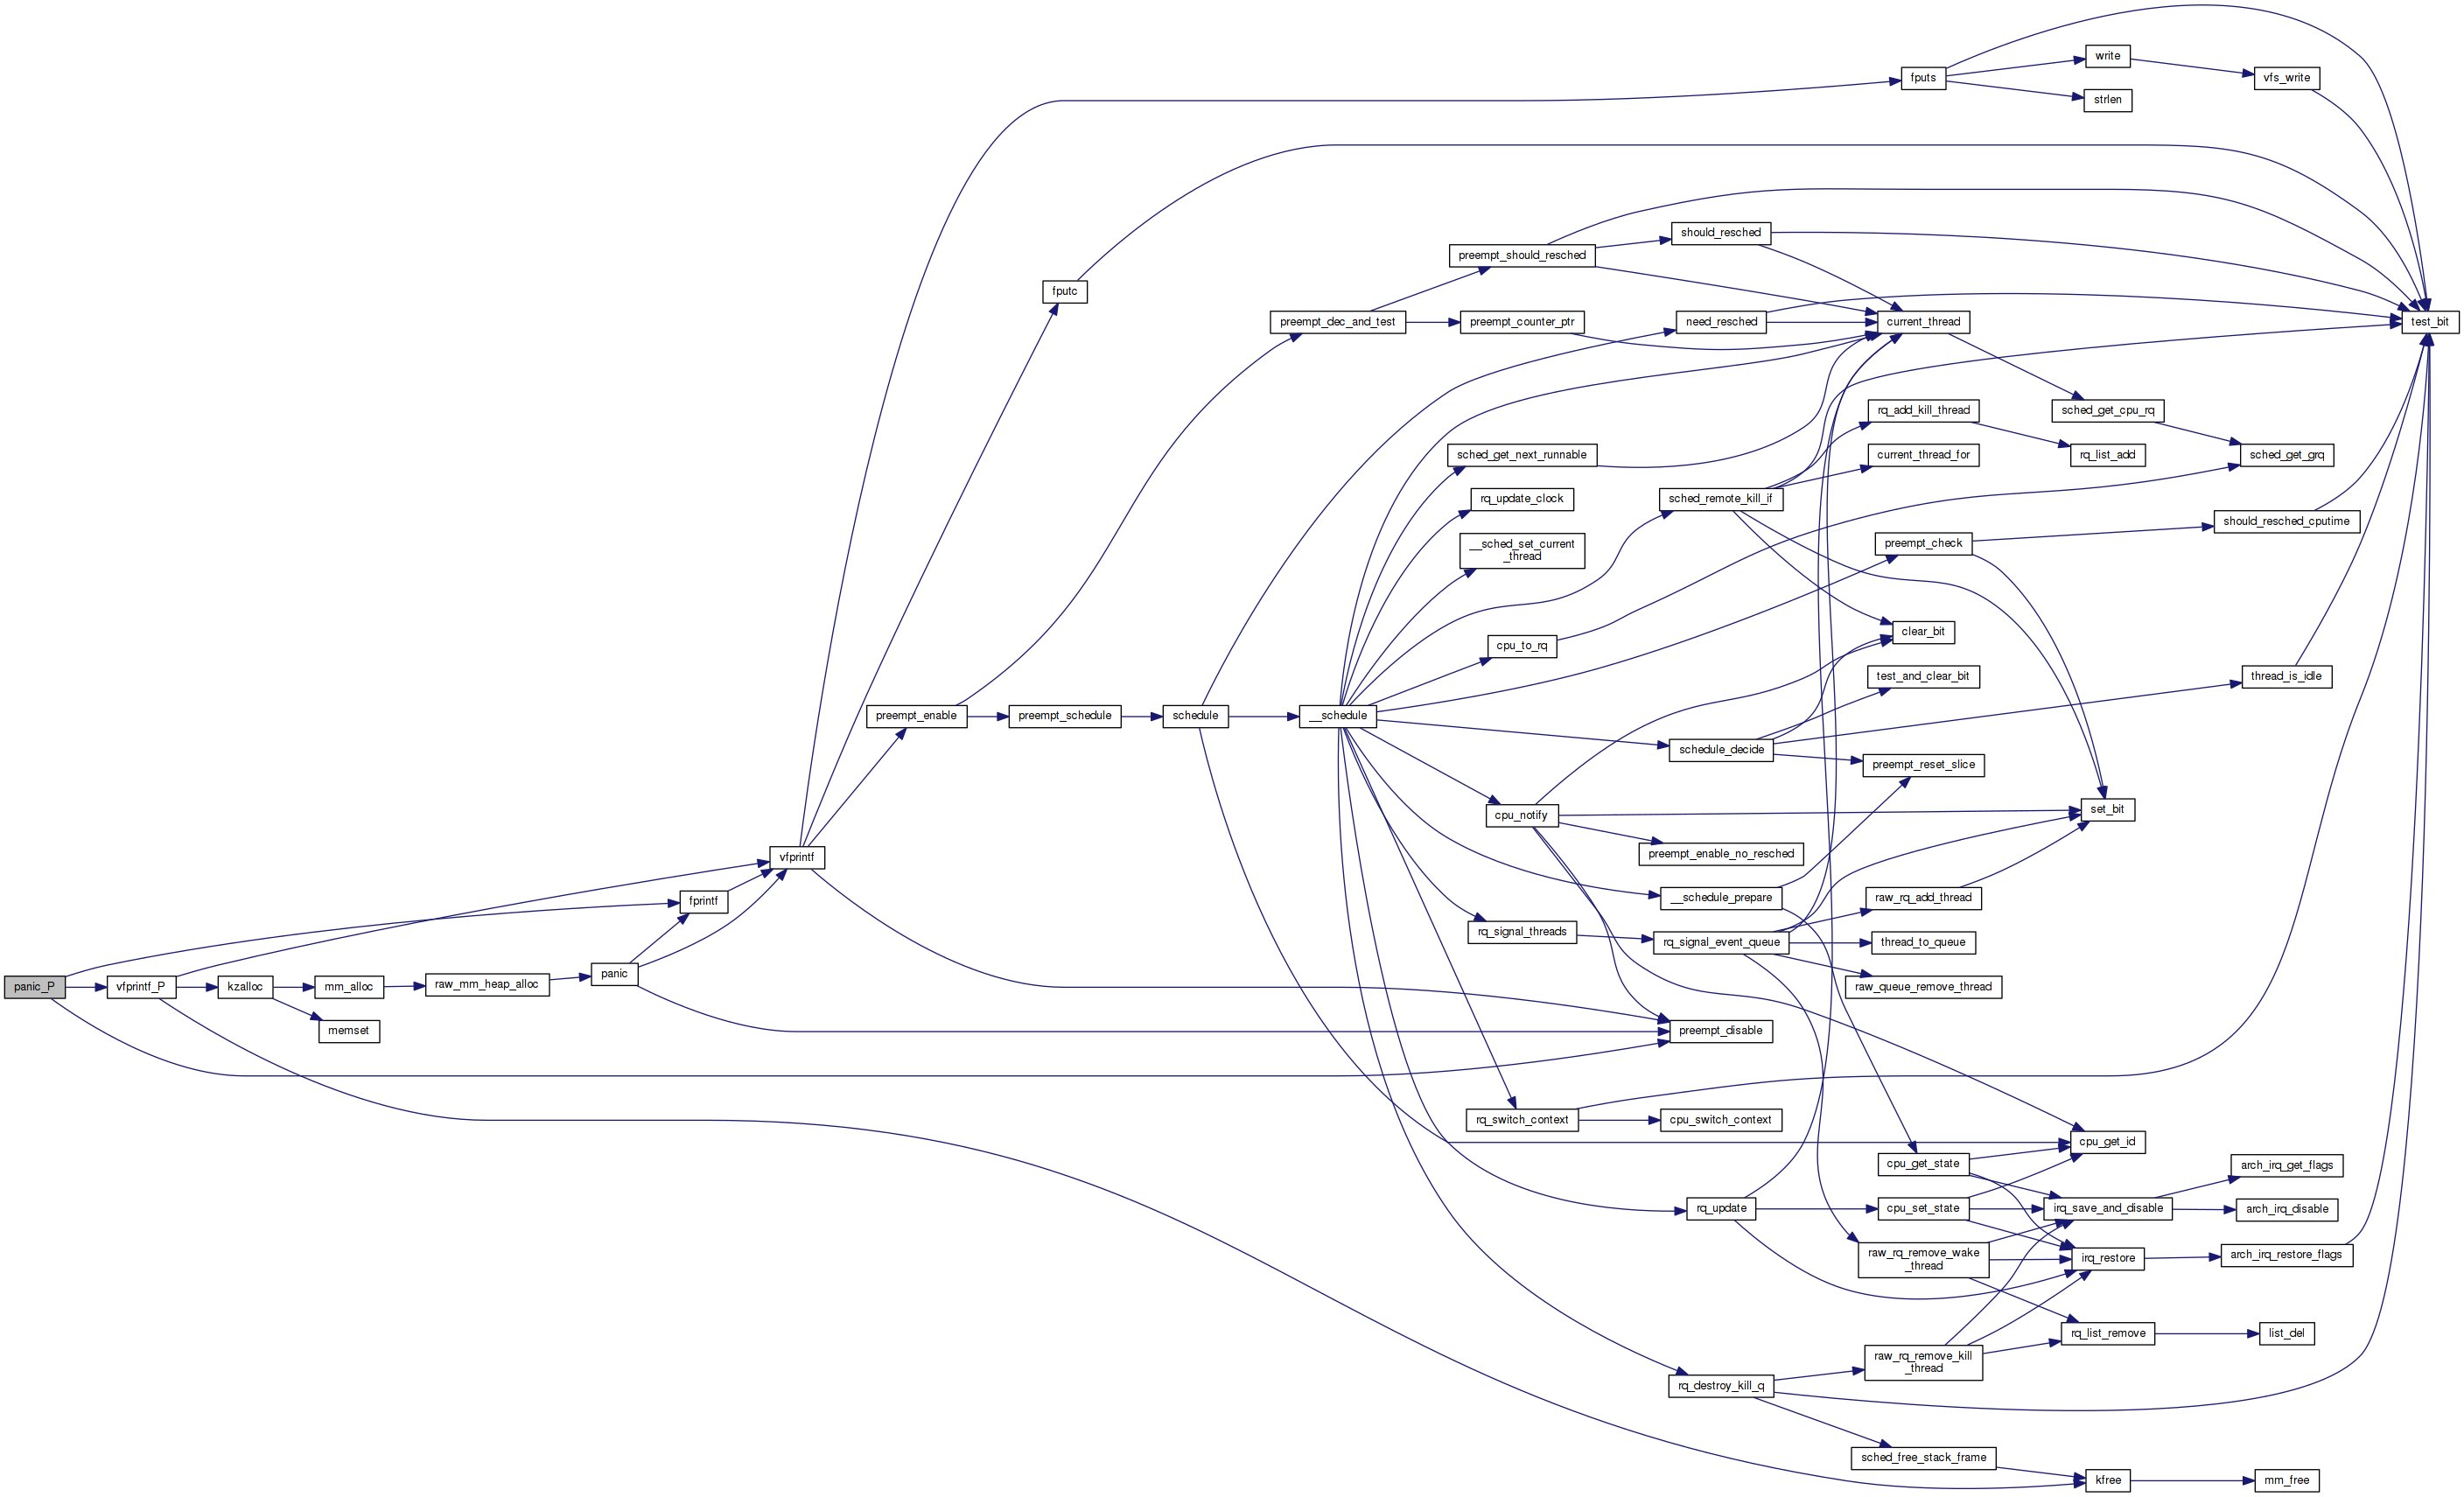 write
fputs
vfs_write
strlen
should_resched
preempt_should_resched
fputc
preempt_dec_and_test
preempt_counter_ptr
need_resched
current_thread
test_bit
rq_add_kill_thread
sched_get_cpu_rq
sched_get_next_runnable
current_thread_for
rq_list_add
sched_get_grq
rq_update_clock
sched_remote_kill_if
should_resched_cputime
__sched_set_current
_thread
preempt_check
clear_bit
cpu_to_rq
test_and_clear_bit
thread_is_idle
preempt_enable
preempt_schedule
schedule
__schedule
schedule_decide
preempt_reset_slice
cpu_notify
set_bit
preempt_enable_no_resched
vfprintf
fprintf
__schedule_prepare
raw_rq_add_thread
rq_signal_threads
rq_signal_event_queue
thread_to_queue
panic_P
vfprintf_P
kzalloc
mm_alloc
raw_mm_heap_alloc
panic
raw_queue_remove_thread
memset
preempt_disable
rq_switch_context
cpu_switch_context
cpu_get_id
cpu_get_state
arch_irq_get_flags
rq_update
cpu_set_state
irq_save_and_disable
arch_irq_disable
raw_rq_remove_wake
_thread
irq_restore
arch_irq_restore_flags
rq_list_remove
list_del
raw_rq_remove_kill
_thread
rq_destroy_kill_q
sched_free_stack_frame
kfree
mm_free